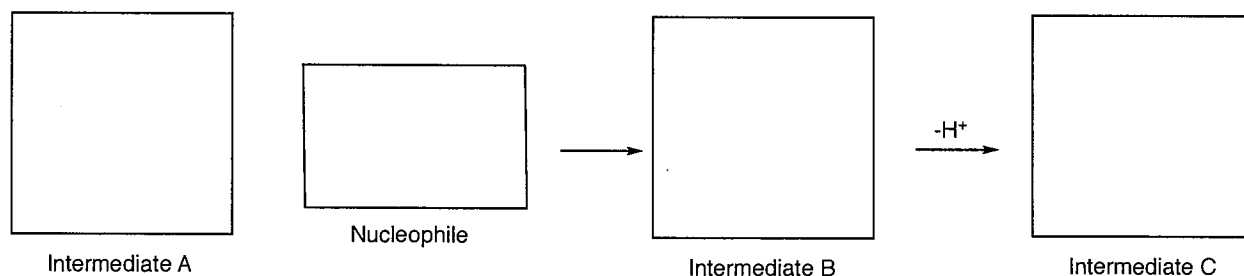 -H⁺
Nucleophile
Intermediate A
Intermediate B
Intermediate C